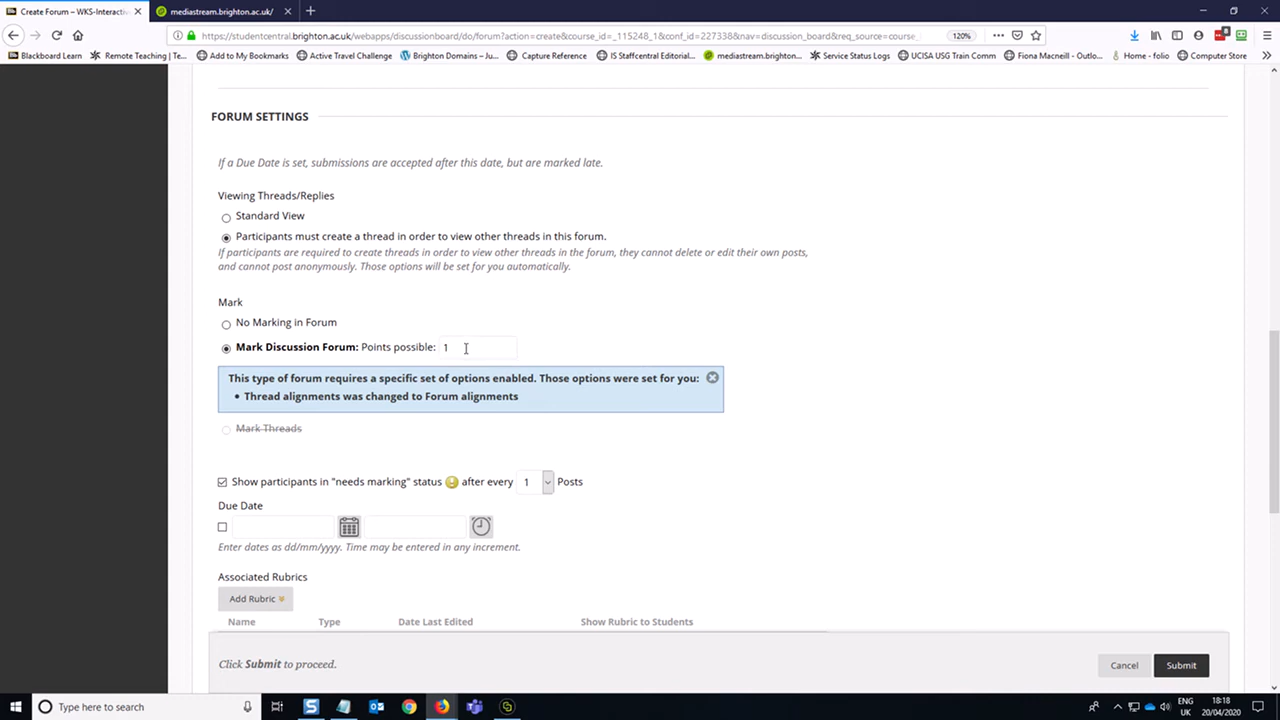 Create Forum – WKS-Interactiv
mediastream.brighton.ac.uk/
https://studentcentral.brighton.ac.uk/webapps/discussionboard/do/forum?action=create&course_id=_115248_1&conf_id=227338&nav=discussion_board&req_source=course_
120%
Blackboard Learn
Remote Teaching | Te...
Add to My Bookmarks
Active Travel Challenge
Brighton Domains – Ju...
Capture Reference
IS Staffcentral Editorial...
mediastream.brighton...
Service Status Logs
UCISA USG Train Comm
Fiona Macneill - Outlo...
Home - folio
Computer Store
FORUM SETTINGS
If a Due Date is set, submissions are accepted after this date, but are marked late.
Viewing Threads/Replies
Standard View
Participants must create a thread in order to view other threads in this forum.
If participants are required to create threads in order to view other threads in the forum, they cannot delete or edit their own posts,
and cannot post anonymously. Those options will be set for you automatically.
Mark
No Marking in Forum
Mark Discussion Forum: Points possible: 1
This type of forum requires a specific set of options enabled. Those options were set for you:
• Thread alignments was changed to Forum alignments
Mark Threads
Show participants in "needs marking" status after every 1 Posts
Due Date
Enter dates as dd/mm/yyyy. Time may be entered in any increment.
Associated Rubrics
Add Rubric
Name Type Date Last Edited Show Rubric to Students
Click Submit to proceed.
Cancel
Submit
Type here to search
ENG
UK
18:18
20/04/2020